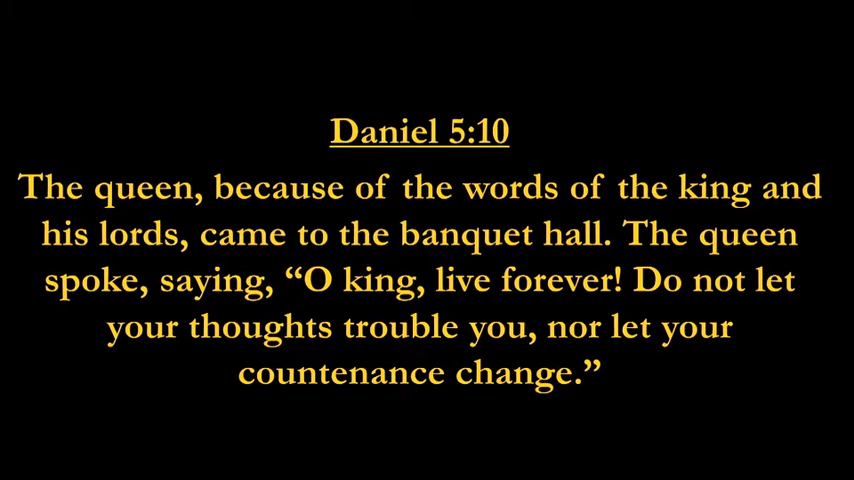 Daniel 5:10
The queen, because of the words of the king and
his lords, came to the banquet hall. The queen
spoke, saying, “O king, live forever! Do not let
your thoughts trouble you, nor let your
countenance change.”